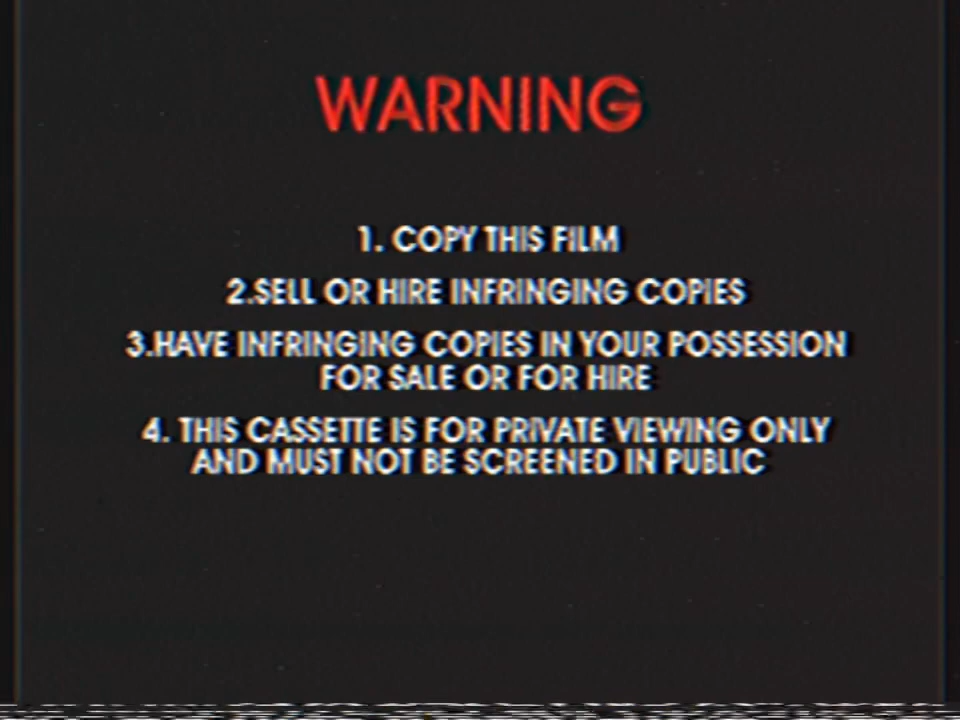 WARNING
1. COPY THIS FILM
2.SELL OR HIRE INFRINGING COPIES
3.HAVE INFRINGING COPIES IN YOUR POSSESSION
FOR SALE OR FOR HIRE
4. THIS CASSETTE IS FOR PRIVATE VIEWING ONLY
AND MUST NOT BE SCREENED IN PUBLIC